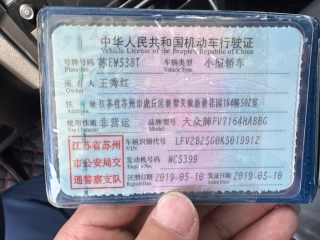 中华人民共和国机动车行驶证
Vehicle License of the People's Republic of China
号牌号码 苏EW538T 车辆类型 小型轿车
Plate No. Vehicle Type
所有人 王秀红
Owner
住址 江苏省苏州市
Address
使用性质 非营运 品牌型号 大众牌FV7164HABBG
Use Character Model
江苏省苏州
市公安局交
通警察支队
车辆识别代号
VIN
发动机号码
Engine No.
注册日期 2019-05-10 发证日期 2019-05-10
Register Date Issue Date